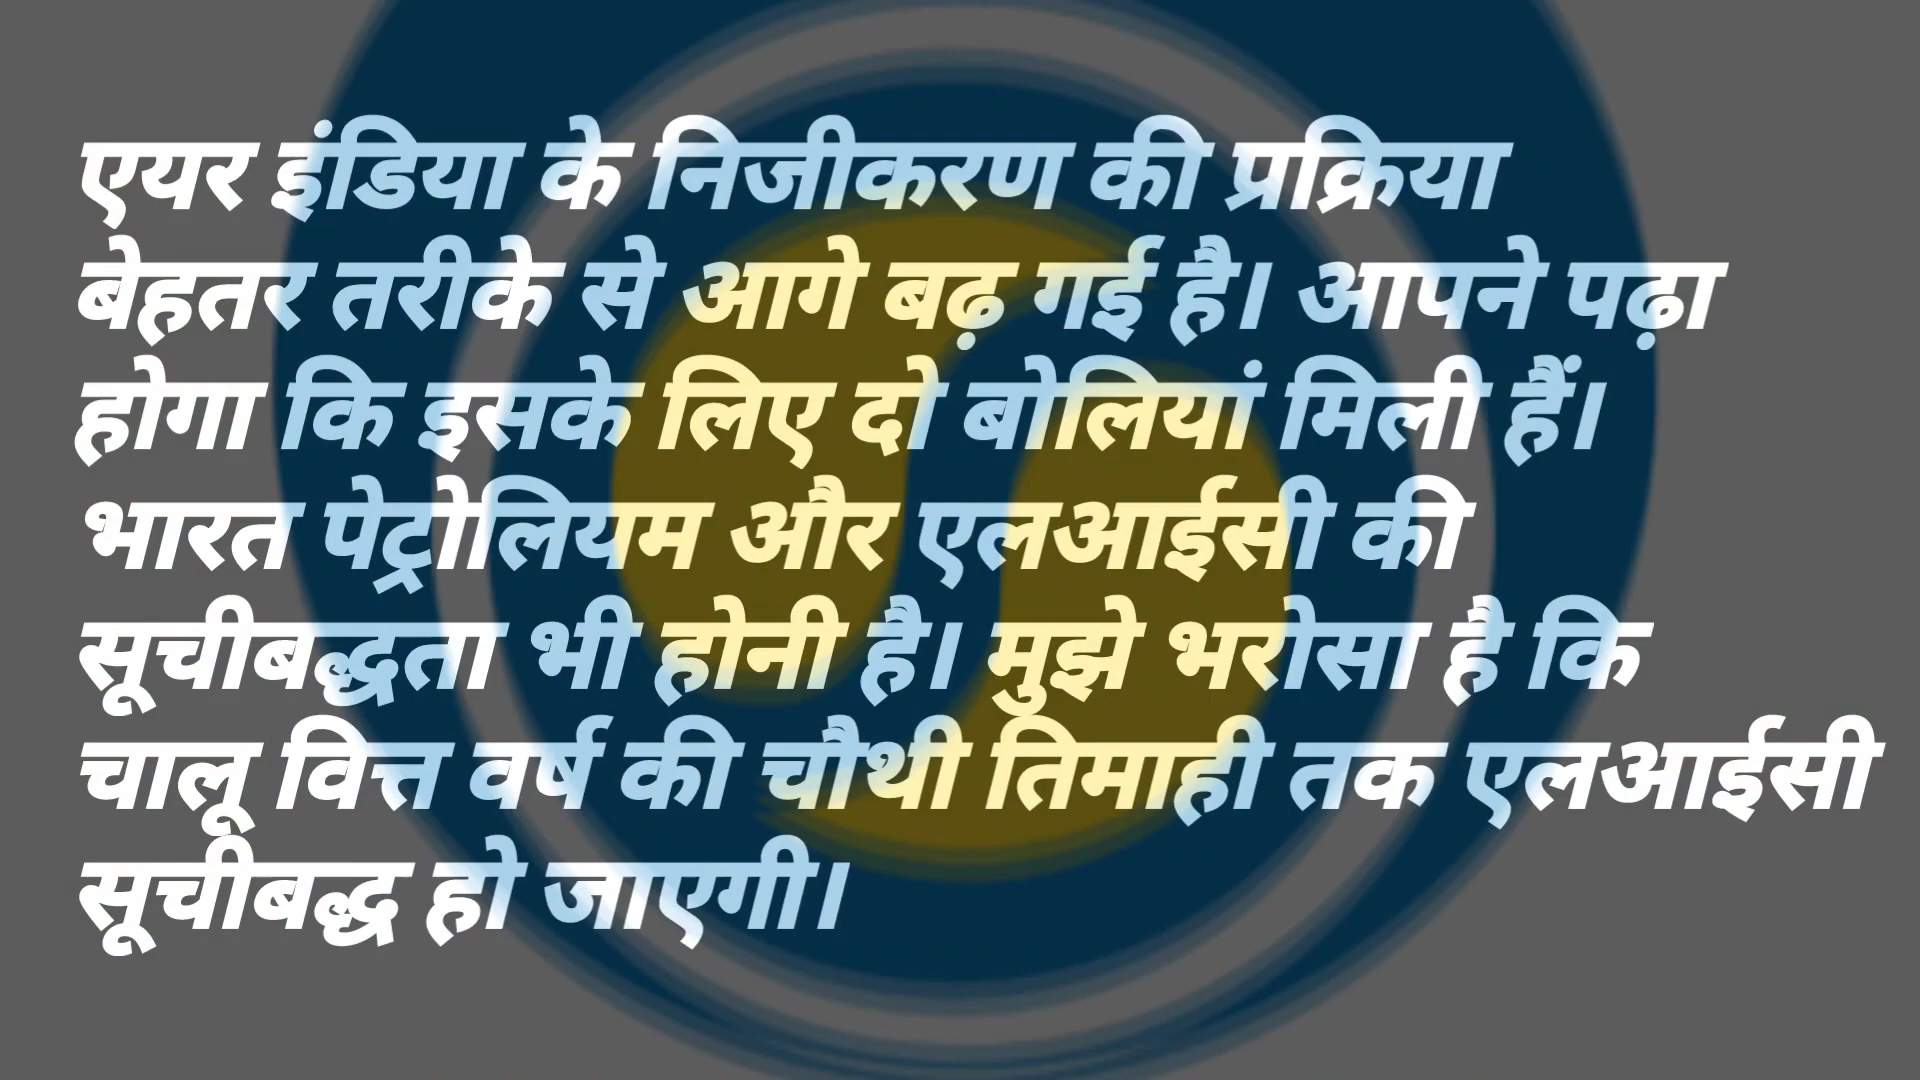 एयर इंडिया के निजीकरण की प्रक्रिया
बेहतर तरीके से आगे बढ़ गई है। आपने पढ़ा
होगा कि इसके लिए दो बोलियां मिली हैं।
भारत पेट्रोलियम और एलआईसी की
सूचीबद्धता भी होनी है। मुझे भरोसा है कि
चालू वित्त वर्ष की चौथी तिमाही तक एलआईसी
सूचीबद्ध हो जाएगी।